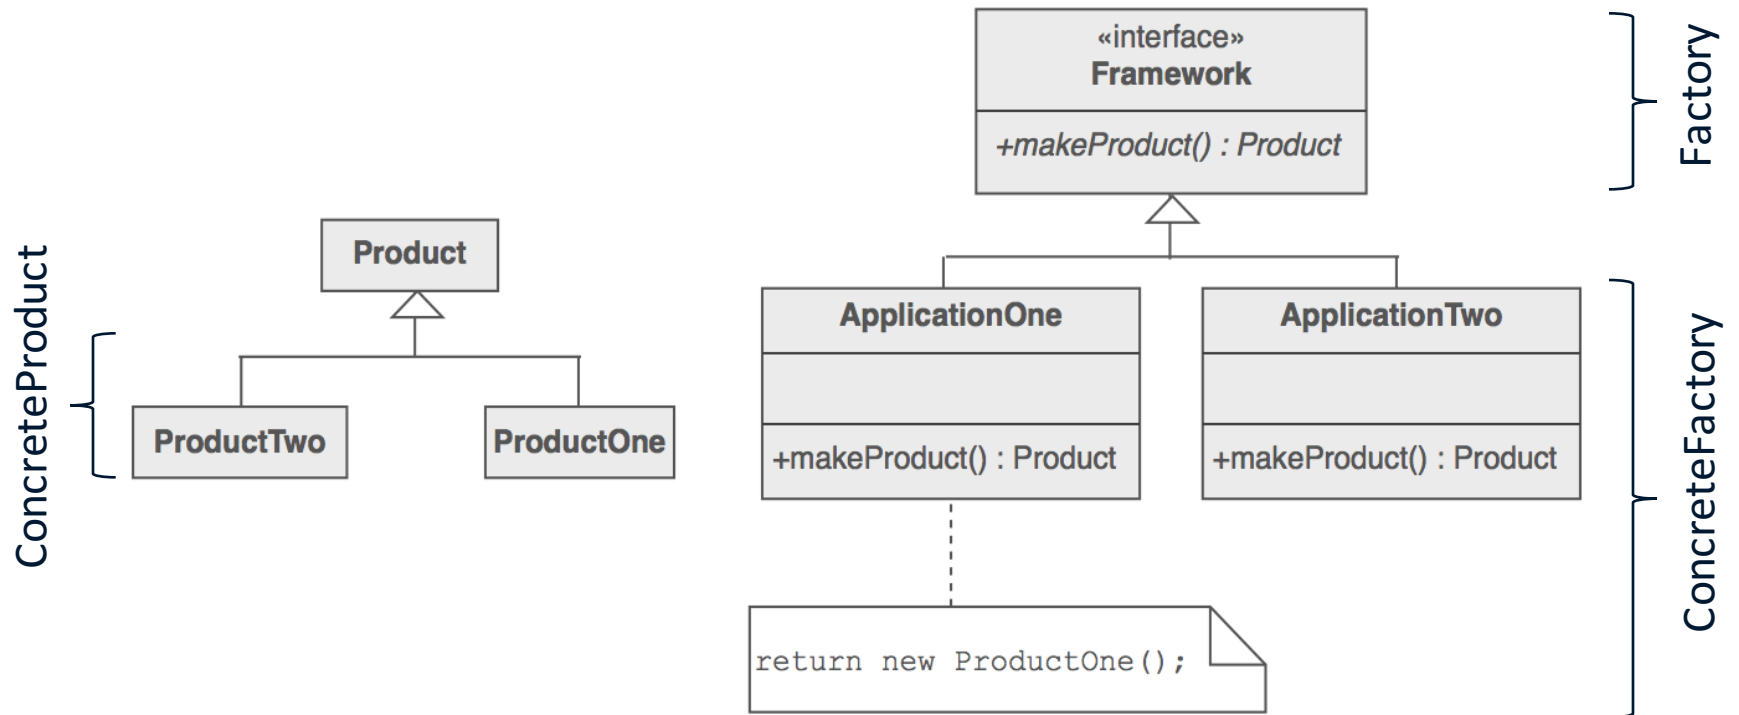 «interface»
Framework
+makeProduct() : Product
Factory
Product
ProductTwo
ProductOne
ConcreteProduct
ApplicationOne
+makeProduct() : Product
ApplicationTwo
+makeProduct() : Product
ConcreteFactory
return new ProductOne();